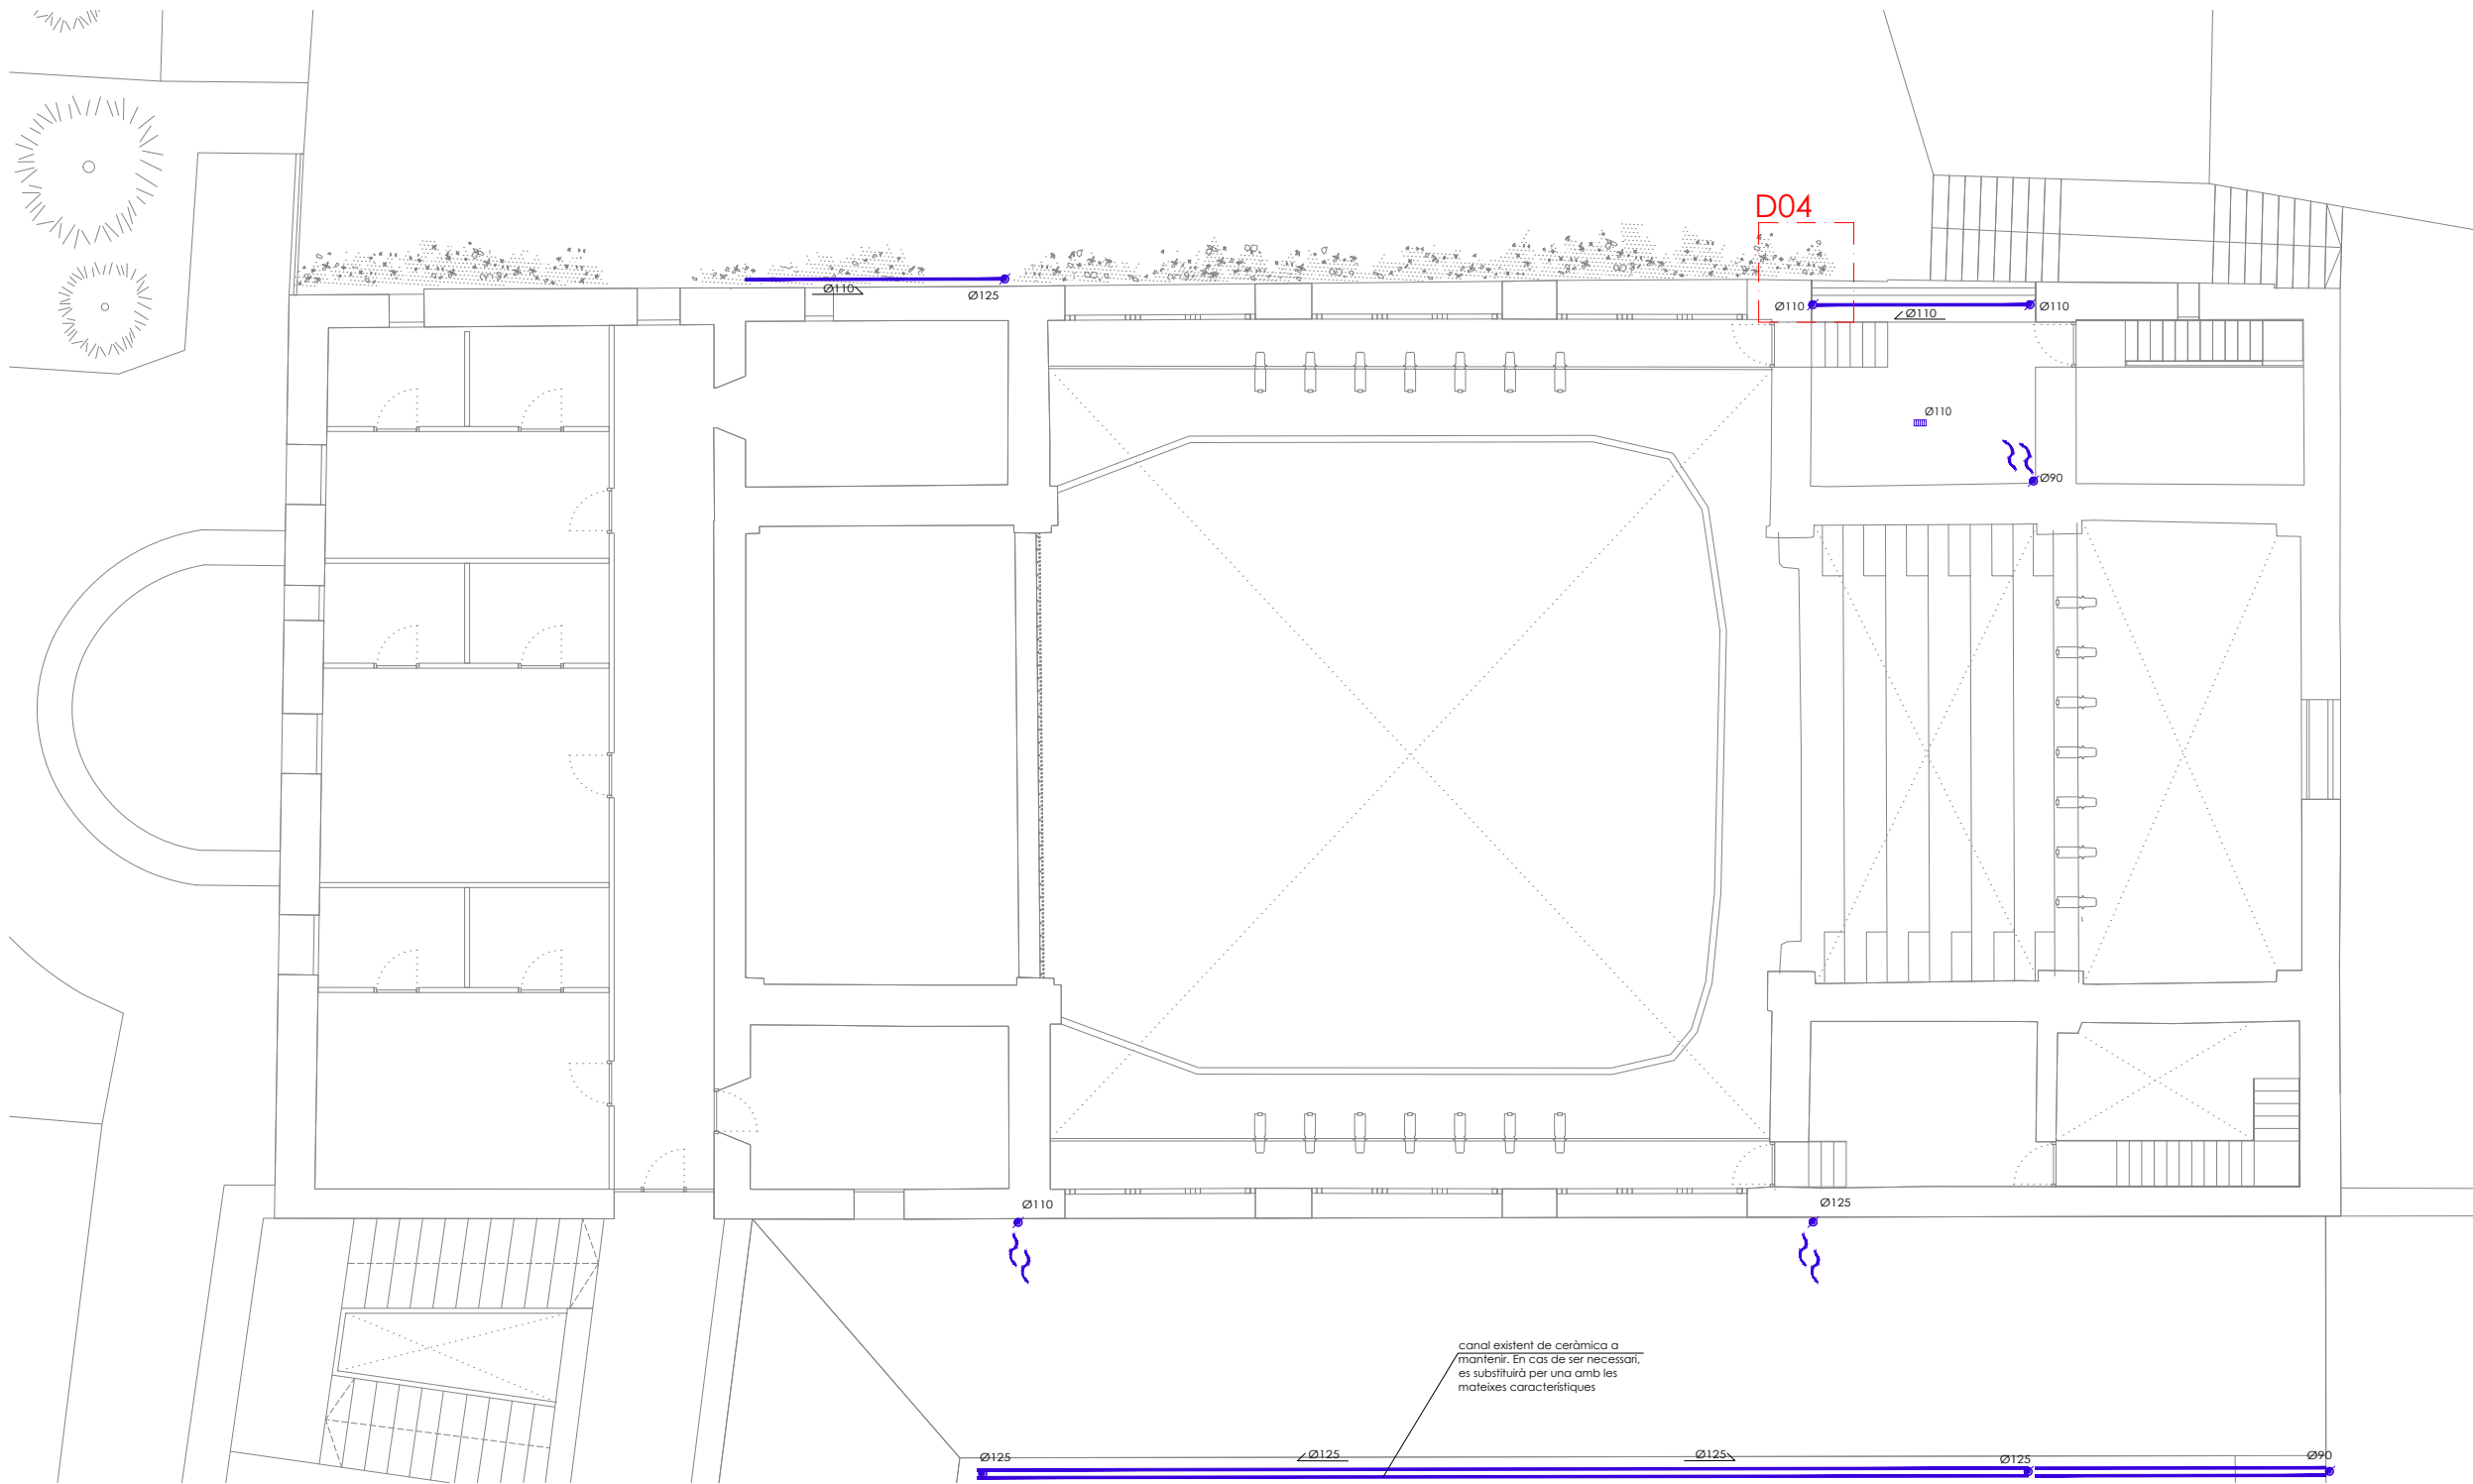 D04
Ø110
Ø125
Ø110
Ø110
Ø110
Ø110
Ø90
Ø110
Ø125
canal existent de ceràmica a
mantenir. En cas de ser necessari,
es substituirà per una amb les
mateixes característiques
Ø125
Ø125
Ø125
Ø125
Ø90